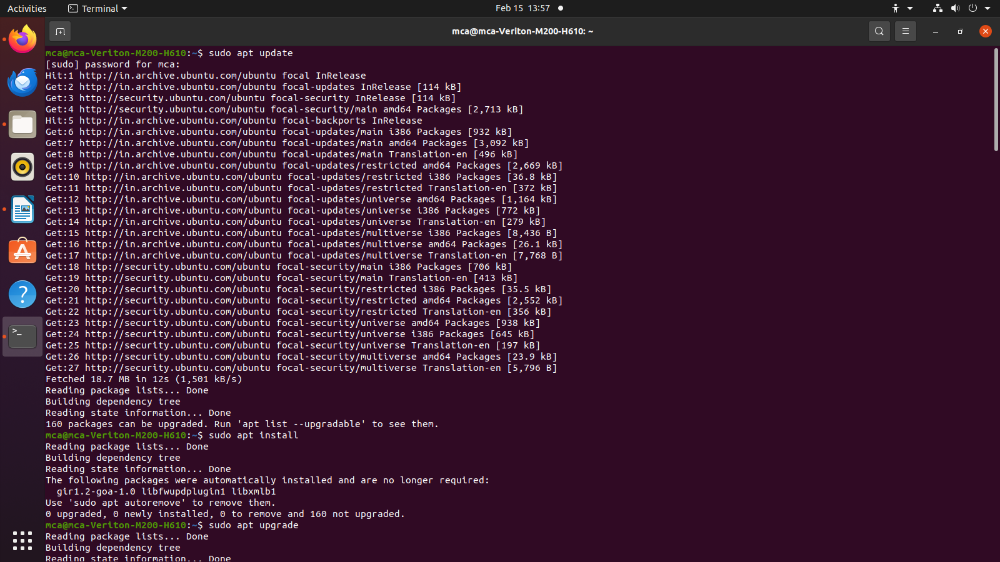 Activities
Terminal
Feb 15 13:57
mca@mca-Veriton-M200-H610: ~
mca@mca-Veriton-M200-H610:~$ sudo apt update
[sudo] password for mca:
Hit:1 http://in.archive.ubuntu.com/ubuntu focal InRelease
Get:2 http://in.archive.ubuntu.com/ubuntu focal-updates InRelease [114 kB]
Get:3 http://security.ubuntu.com/ubuntu focal-security InRelease [114 kB]
Get:4 http://security.ubuntu.com/ubuntu focal-security/main amd64 Packages [2,713 kB]
Hit:5 http://in.archive.ubuntu.com/ubuntu focal-backports InRelease
Get:6 http://in.archive.ubuntu.com/ubuntu focal-updates/main i386 Packages [932 kB]
Get:7 http://in.archive.ubuntu.com/ubuntu focal-updates/main amd64 Packages [3,092 kB]
Get:8 http://in.archive.ubuntu.com/ubuntu focal-updates/main Translation-en [496 kB]
Get:9 http://in.archive.ubuntu.com/ubuntu focal-updates/restricted amd64 Packages [2,669 kB]
Get:10 http://in.archive.ubuntu.com/ubuntu focal-updates/restricted i386 Packages [36.8 kB]
Get:11 http://in.archive.ubuntu.com/ubuntu focal-updates/restricted Translation-en [372 kB]
Get:12 http://in.archive.ubuntu.com/ubuntu focal-updates/universe amd64 Packages [1,164 kB]
Get:13 http://in.archive.ubuntu.com/ubuntu focal-updates/universe i386 Packages [772 kB]
Get:14 http://in.archive.ubuntu.com/ubuntu focal-updates/universe Translation-en [279 kB]
Get:15 http://in.archive.ubuntu.com/ubuntu focal-updates/multiverse i386 Packages [8,436 B]
Get:16 http://in.archive.ubuntu.com/ubuntu focal-updates/multiverse amd64 Packages [26.1 kB]
Get:17 http://in.archive.ubuntu.com/ubuntu focal-updates/multiverse Translation-en [7,768 B]
Get:18 http://security.ubuntu.com/ubuntu focal-security/main i386 Packages [706 kB]
Get:19 http://security.ubuntu.com/ubuntu focal-security/main Translation-en [413 kB]
Get:20 http://security.ubuntu.com/ubuntu focal-security/restricted i386 Packages [35.5 kB]
Get:21 http://security.ubuntu.com/ubuntu focal-security/restricted amd64 Packages [2,552 kB]
Get:22 http://security.ubuntu.com/ubuntu focal-security/restricted Translation-en [356 kB]
Get:23 http://security.ubuntu.com/ubuntu focal-security/universe amd64 Packages [938 kB]
Get:24 http://security.ubuntu.com/ubuntu focal-security/universe i386 Packages [645 kB]
Get:25 http://security.ubuntu.com/ubuntu focal-security/universe Translation-en [197 kB]
Get:26 http://security.ubuntu.com/ubuntu focal-security/multiverse amd64 Packages [23.9 kB]
Get:27 http://security.ubuntu.com/ubuntu focal-security/multiverse Translation-en [5,796 B]
Fetched 18.7 MB in 12s (1,501 kB/s)
Reading package lists... Done
Building dependency tree
Reading state information... Done
160 packages can be upgraded. Run 'apt list --upgradable' to see them.
mca@mca-Veriton-M200-H610:~$ sudo apt install
Reading package lists... Done
Building dependency tree
Reading state information... Done
The following packages were automatically installed and are no longer required:
  gir1.2-goa-1.0 libfwupdplugin1 libxmlb1
Use 'sudo apt autoremove' to remove them.
0 upgraded, 0 newly installed, 0 to remove and 160 not upgraded.
mca@mca-Veriton-M200-H610:~$ sudo apt upgrade
Reading package lists... Done
Building dependency tree
Reading state information... Done